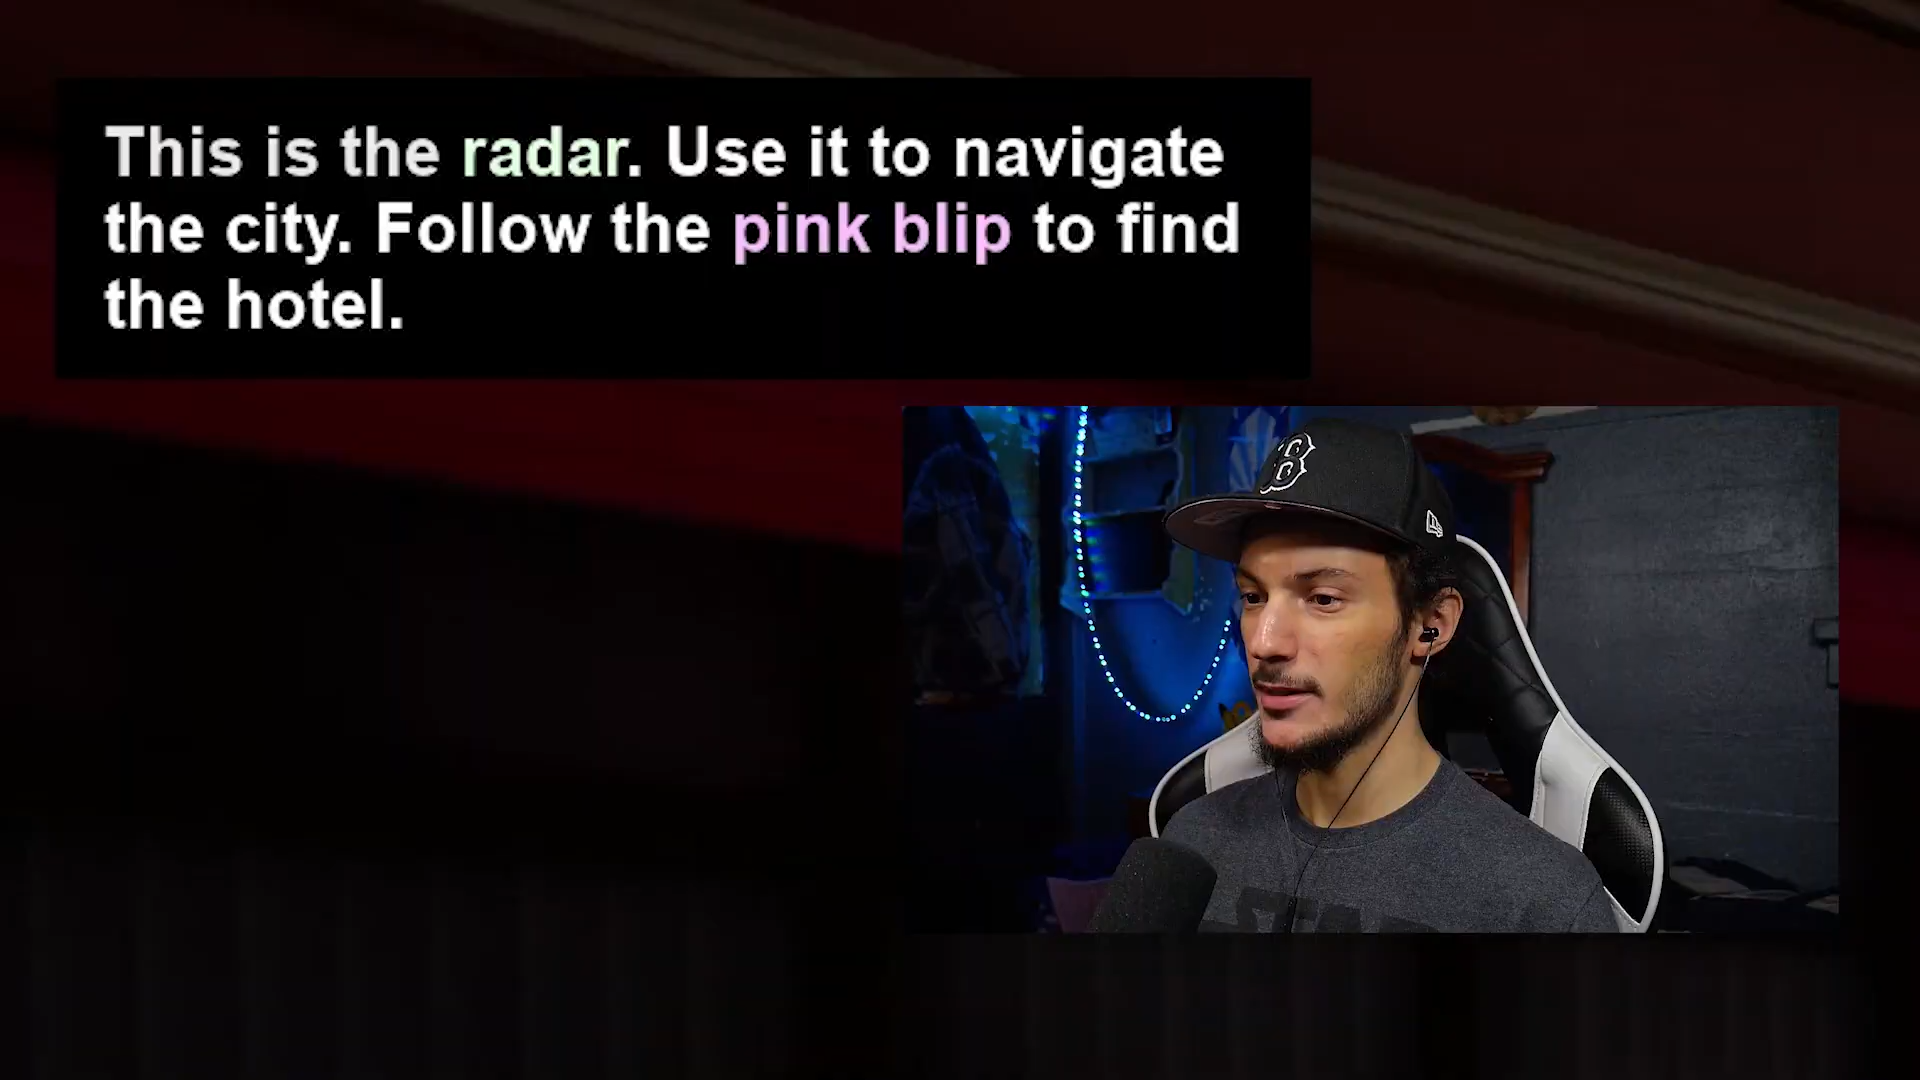 This is the radar. Use it to navigate
the city. Follow the pink blip to find
the hotel.
B